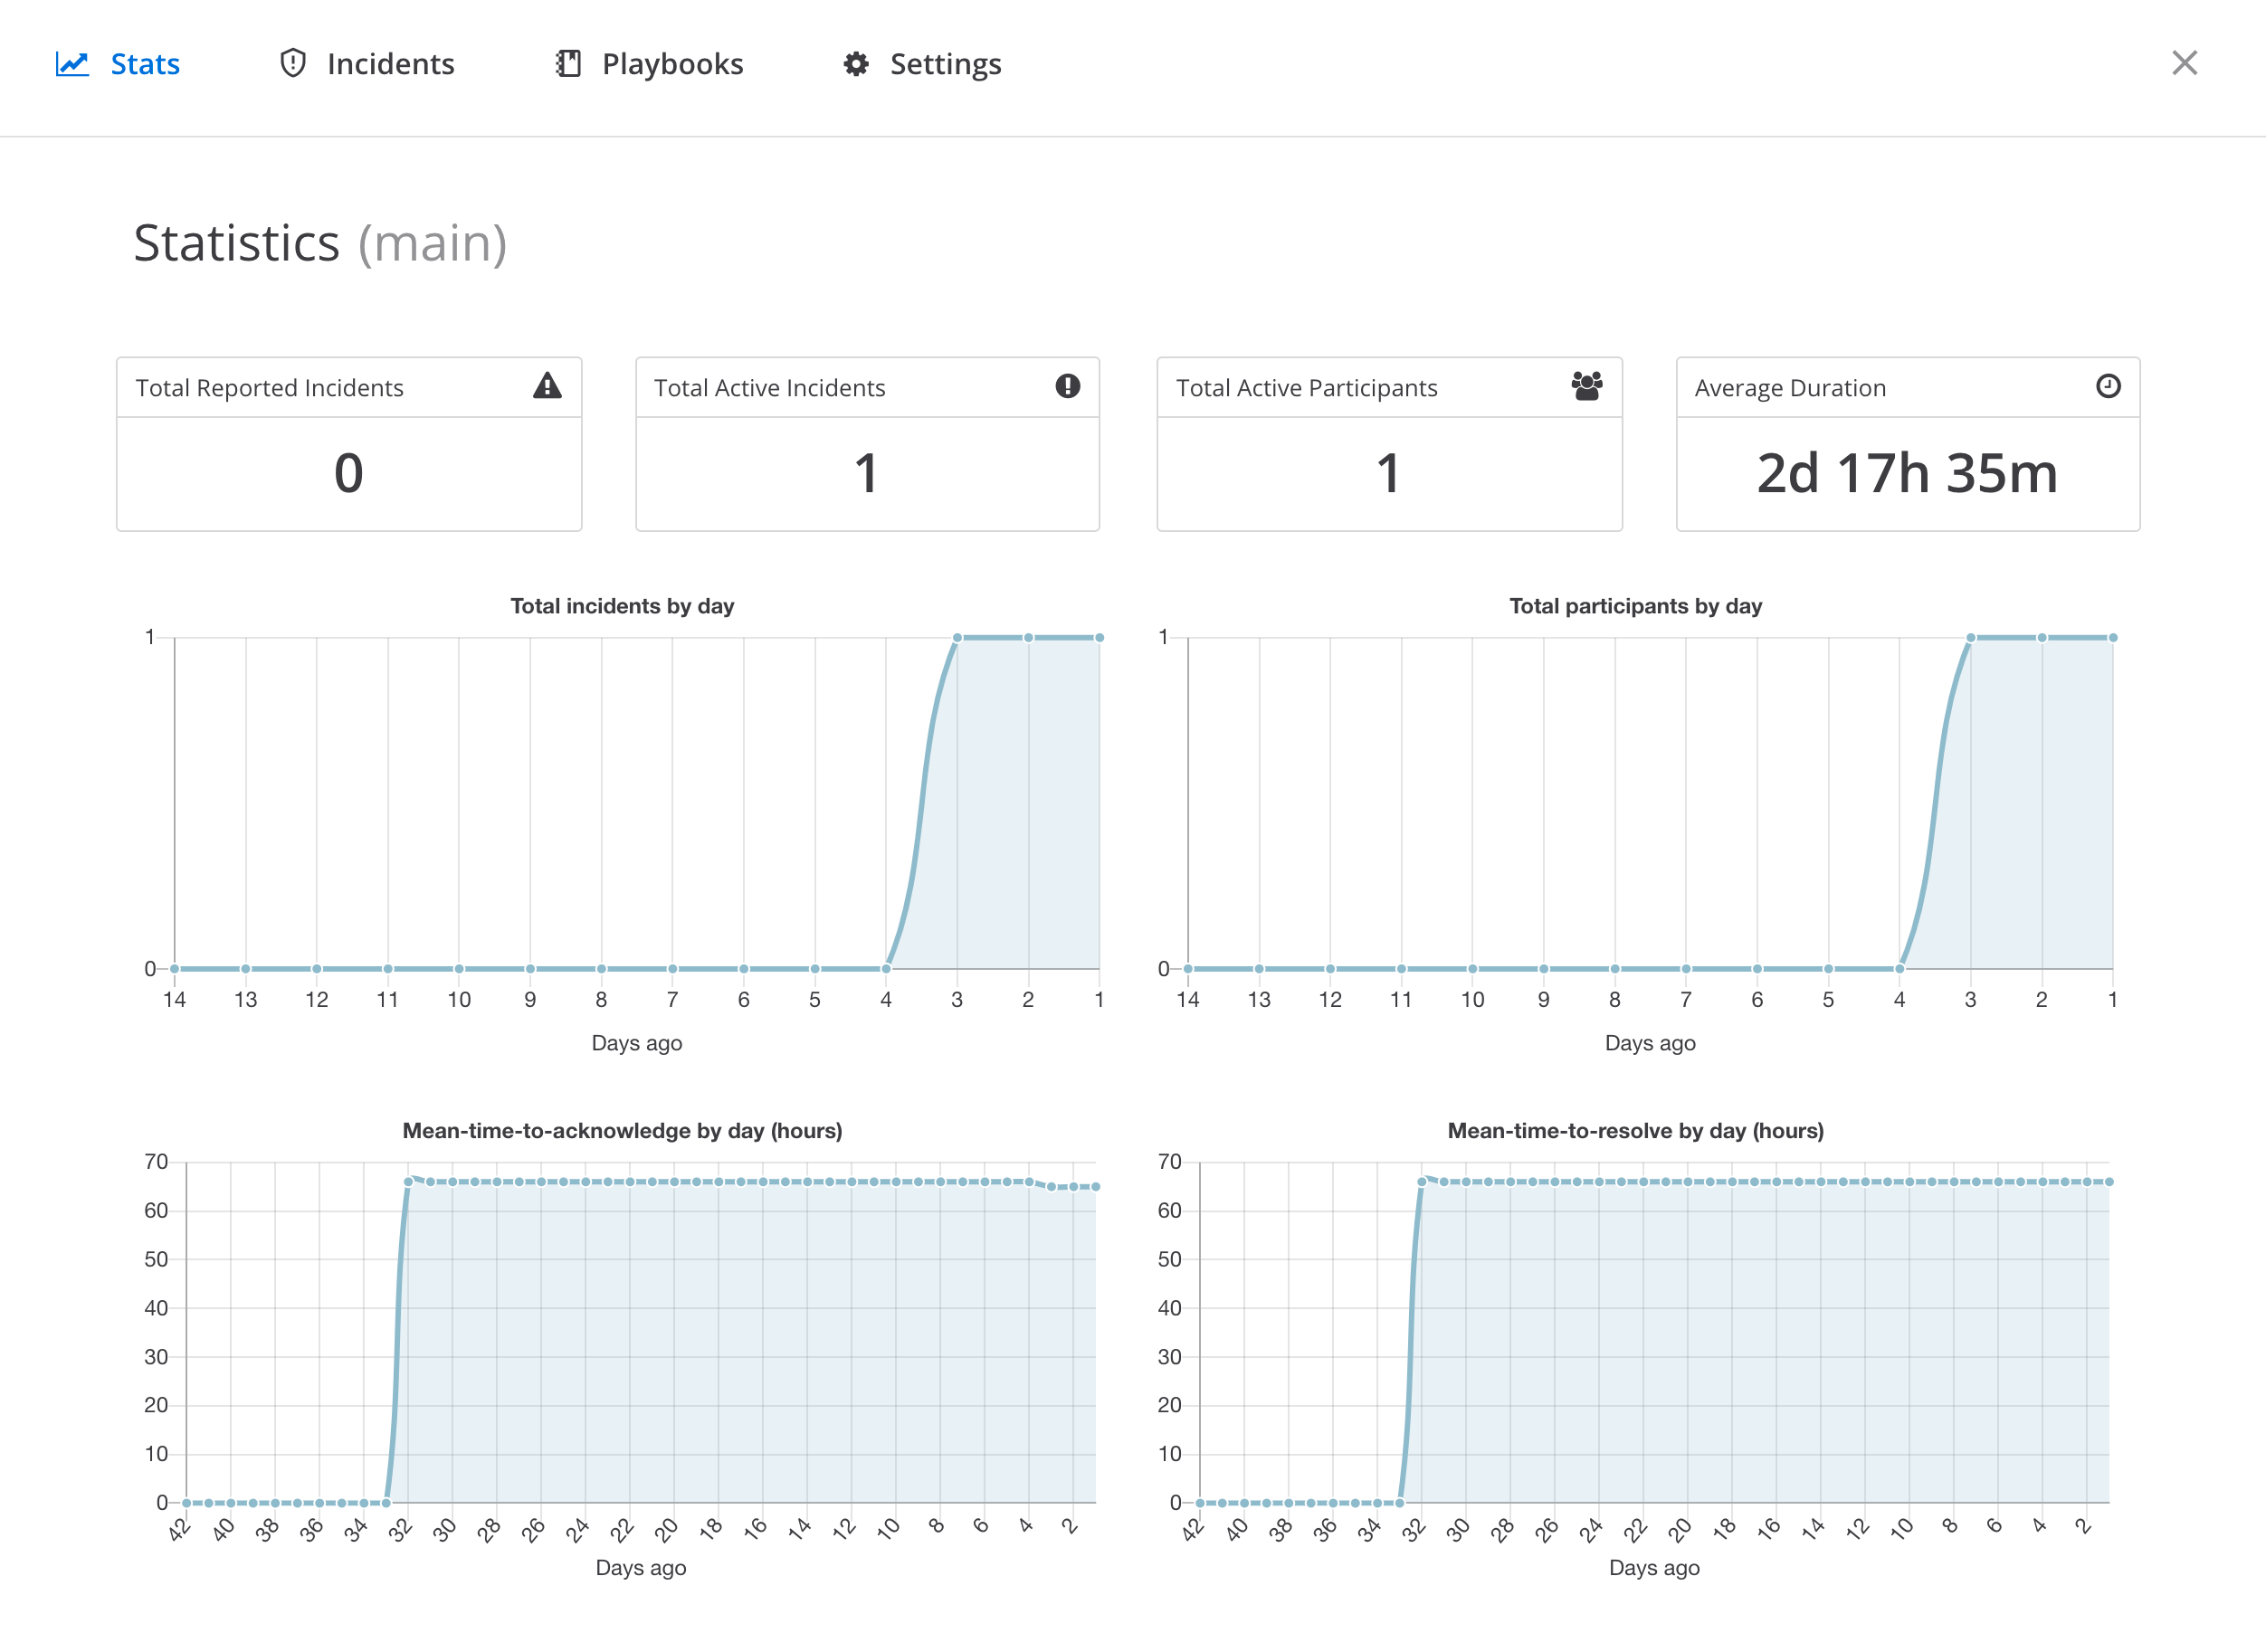 Stats Incidents Playbooks Settings
Statistics (main)
Total Reported Incidents
0
Total Active Incidents
1
Total Active Participants
1
Average Duration
2d 17h 35m
Total incidents by day
1
0
14 13 12 11 10 9 8 7 6 5 4 3 2 1
Days ago
Total participants by day
1
0
14 13 12 11 10 9 8 7 6 5 4 3 2 1
Days ago
Mean-time-to-acknowledge by day (hours)
70
60
50
40
30
20
10
0
42 40 38 36 34 32 30 28 26 24 22 20 18 16 14 12 10 8 6 4 2
Days ago
Mean-time-to-resolve by day (hours)
70
60
50
40
30
20
10
0
42 40 38 36 34 32 30 28 26 24 22 20 18 16 14 12 10 8 6 4 2
Days ago